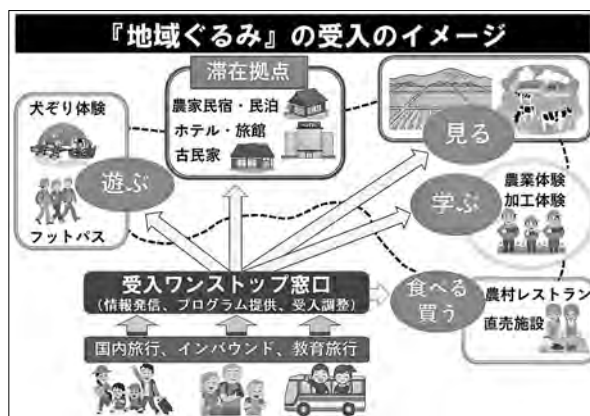 『地域ぐるみ』の受入のイメージ
滞在拠点
農家民宿・民泊
ホテル・旅館
古民家
犬ぞり体験
遊ぶ
フットパス
見る
学ぶ
農業体験
加工体験
食べる
買う
農村レストラン
直売施設
受入ワンストップ窓口
(情報発信、プログラム提供、受入調整)
国内旅行、インバウンド、教育旅行